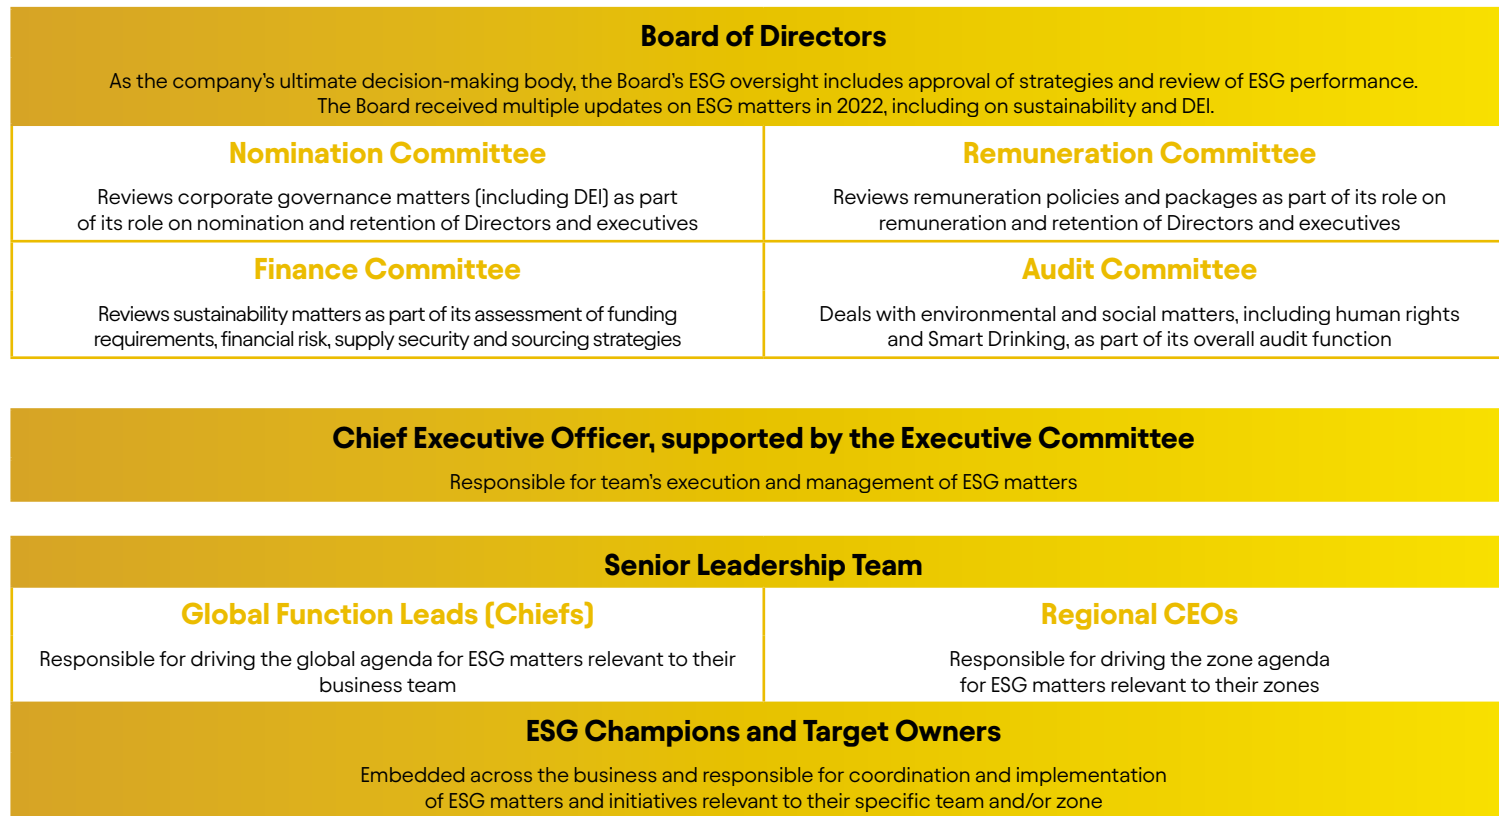 Board of Directors
As the company's ultimate decision-making body, the Board's ESG oversight includes approval of strategies and review of ESG performance.
The Board received multiple updates on ESG matters in 2022, including on sustainability and DEI.
Nomination Committee
Reviews corporate governance matters (including DEI) as part
of its role on nomination and retention of Directors and executives
Remuneration Committee
Reviews remuneration policies and packages as part of its role on
remuneration and retention of Directors and executives
Finance Committee
Reviews sustainability matters as part of its assessment of funding
requirements, financial risk, supply security and sourcing strategies
Audit Committee
Deals with environmental and social matters, including human rights
and Smart Drinking, as part of its overall audit function
Chief Executive Officer, supported by the Executive Committee
Responsible for team's execution and management of ESG matters
Senior Leadership Team
Global Function Leads (Chiefs)
Responsible for driving the global agenda for ESG matters relevant to their
business team
Regional CEOs
Responsible for driving the zone agenda
for ESG matters relevant to their zones
ESG Champions and Target Owners
Embedded across the business and responsible for coordination and implementation
of ESG matters and initiatives relevant to their specific team and/or zone